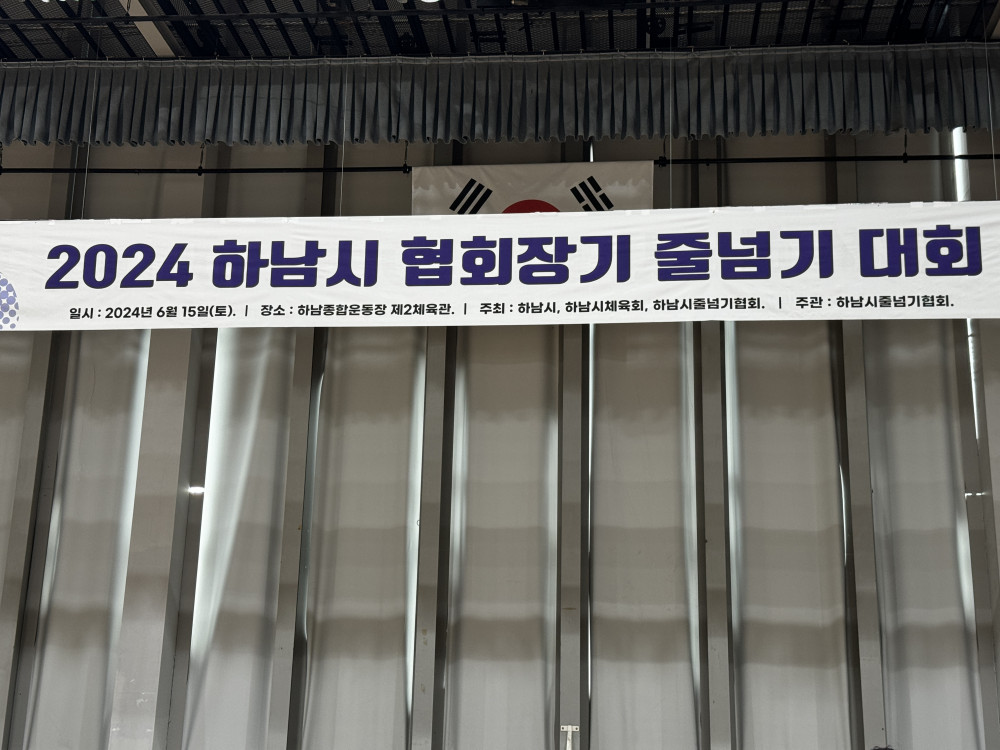 2024 하남시 협회장기 줄넘기 대회
일시 : 2024년 6월 15일(토). | 장소 : 하남종합운동장 제2체육관. | 주최 : 하남시, 하남시체육회, 하남시줄넘기협회. | 주관 : 하남시줄넘기협회.